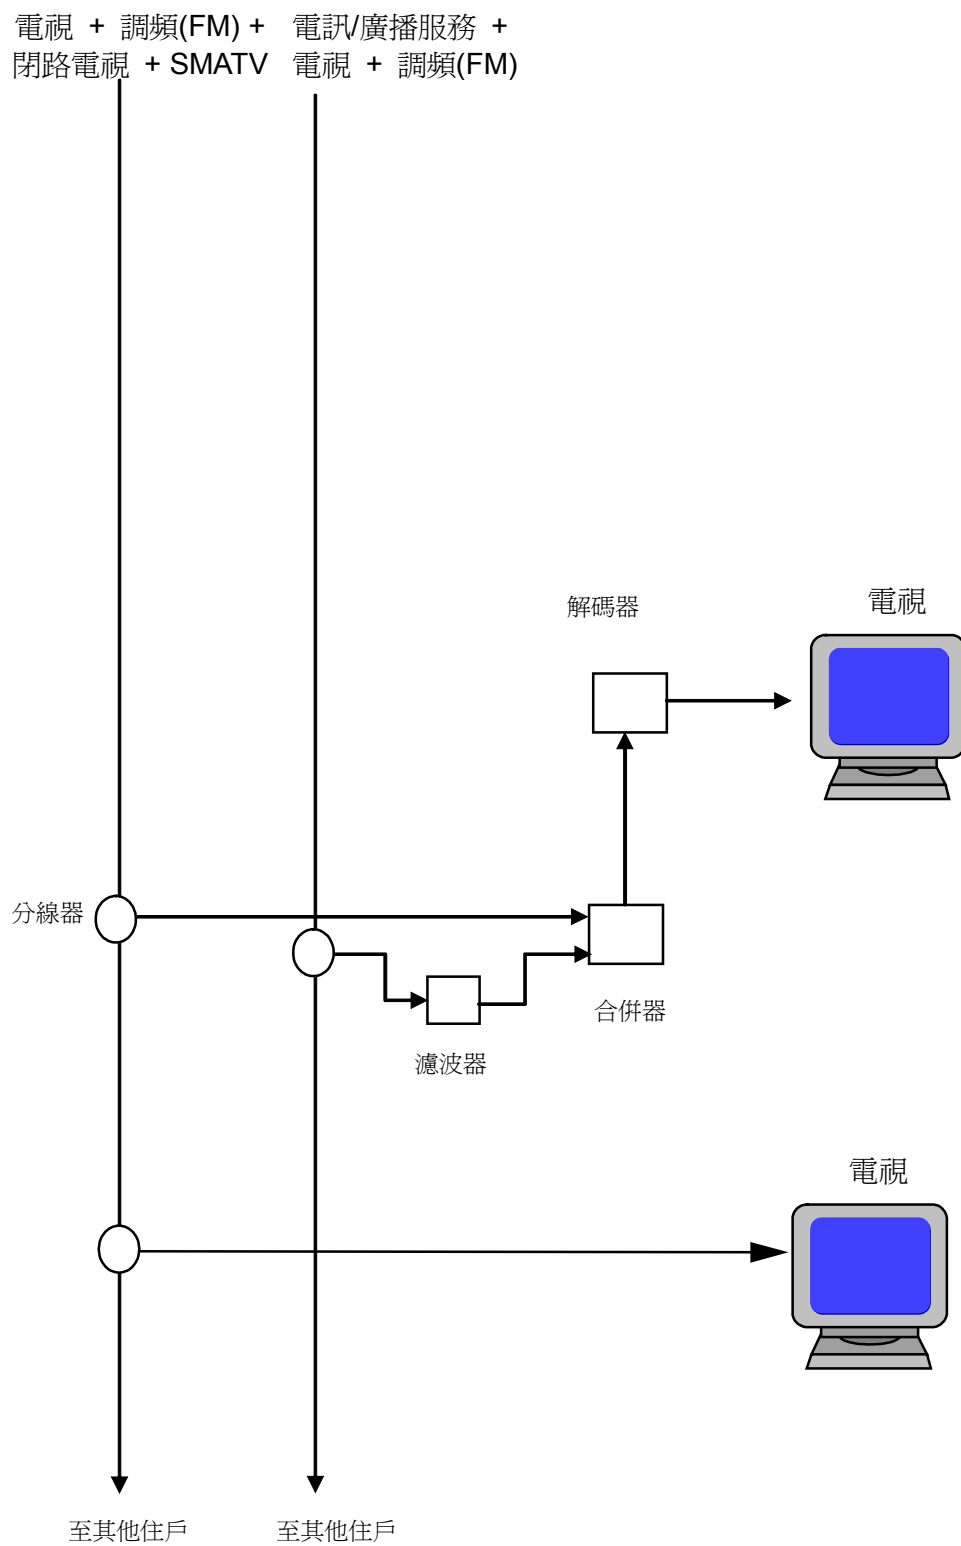 電視 + 調頻(FM) +
閉路電視 + SMATV
電訊/廣播服務 +
電視 + 調頻(FM)
解碼器
電視
分線器
合併器
濾波器
電視
至其他住戶
至其他住戶